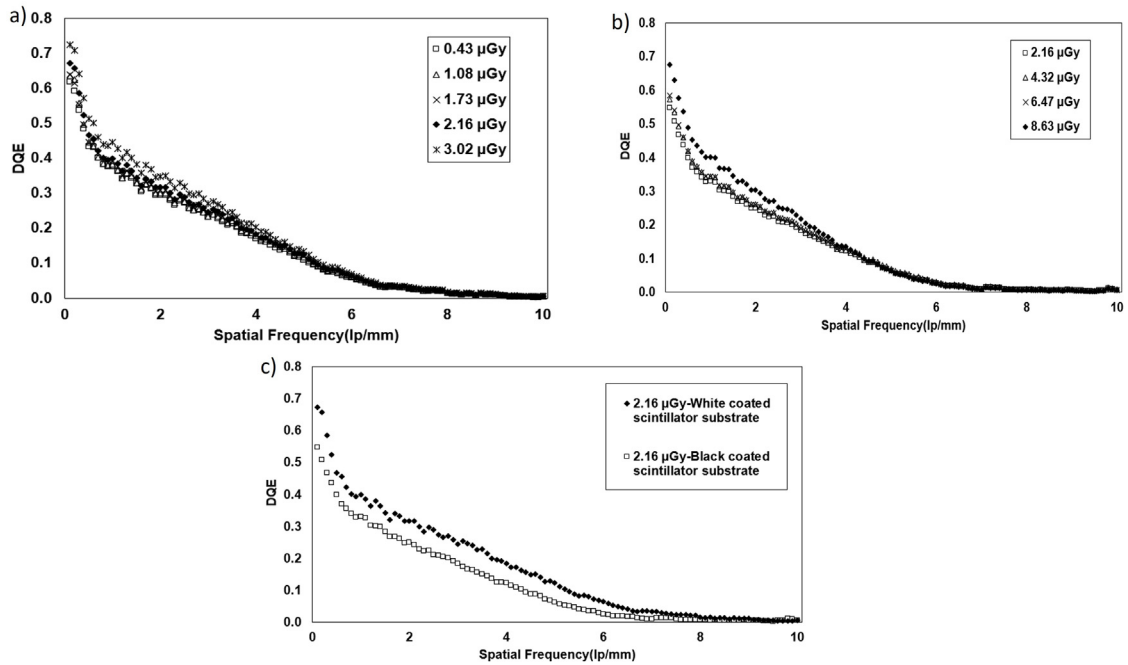 a)
0.8
0.7
0.6
0.5
0.4
0.3
0.2
0.1
0.0
DQE
0.43 µGy
1.08 µGy
1.73 µGy
2.16 µGy
3.02 µGy
0 2 4 6 8 10
Spatial Frequency(lp/mm)
b)
0.8
0.7
0.6
0.5
0.4
0.3
0.2
0.1
0.0
DQE
2.16 µGy
4.32 µGy
6.47 µGy
8.63 µGy
0 2 4 6 8 10
Spatial Frequency(lp/mm)
c)
0.8
0.7
0.6
0.5
0.4
0.3
0.2
0.1
0.0
DQE
2.16 µGy-White coated
scintillator substrate
2.16 µGy-Black coated
scintillator substrate
0 2 4 6 8 10
Spatial Frequency(lp/mm)